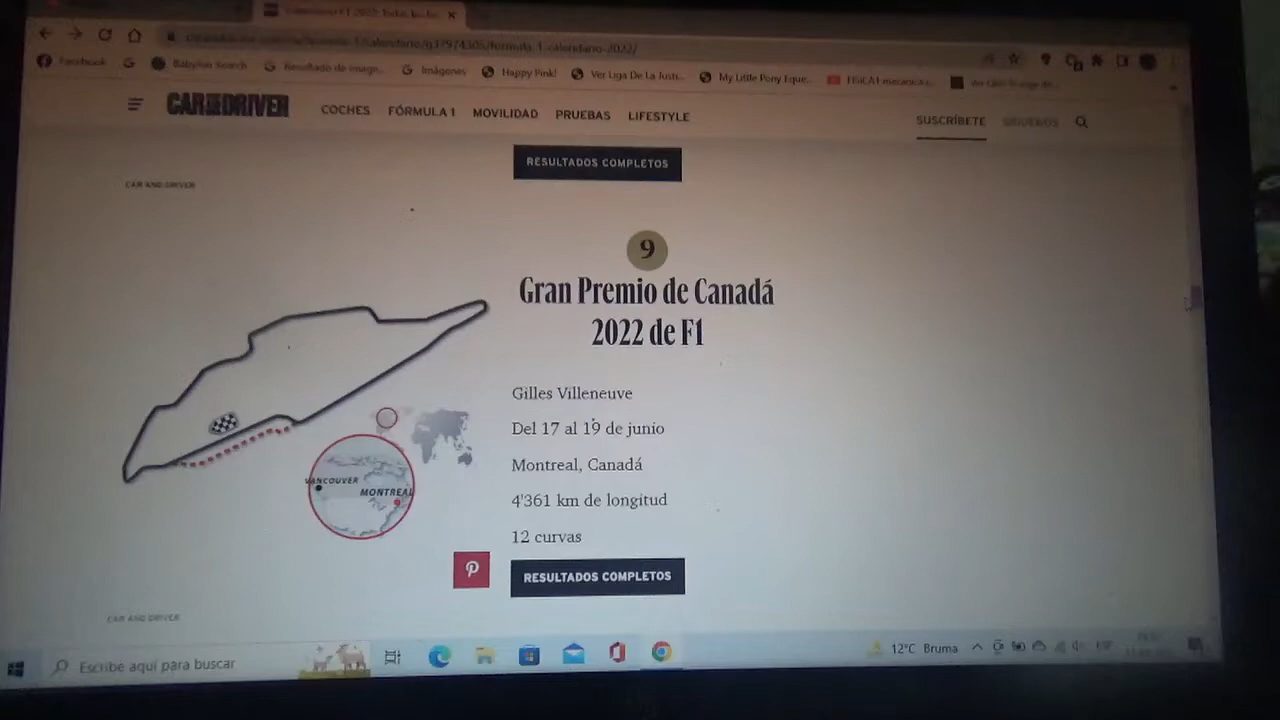 Facebook
Babylon Search
Resultado de image...
Imágenes
Happy Pink!
Ver Liga De La Justi...
My Little Pony Eque...
CAR AND DRIVER
COCHES
FÓRMULA 1
MOVILIDAD
PRUEBAS
LIFESTYLE
SUSCRÍBETE
SÍGUENOS
RESULTADOS COMPLETOS
CAR AND DRIVER
9
Gran Premio de Canadá
2022 de F1
Gilles Villeneuve
Del 17 al 19 de junio
Montreal, Canadá
4'361 km de longitud
12 curvas
VANCOUVER
MONTREAL
RESULTADOS COMPLETOS
CAR AND DRIVER
Escribe aquí para buscar
12°C Bruma
ESP